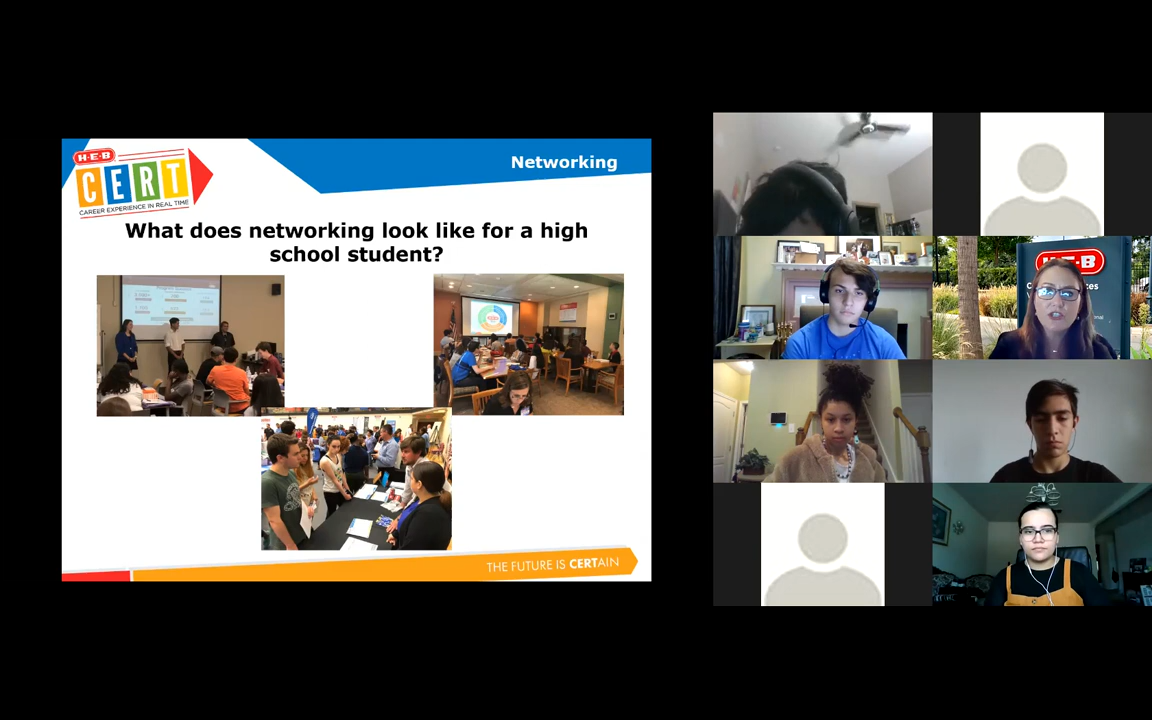 H-E-B
CERT
CAREER EXPERIENCE IN REAL TIME
Networking
What does networking look like for a high
school student?
THE FUTURE IS CERTAIN
H-E-B